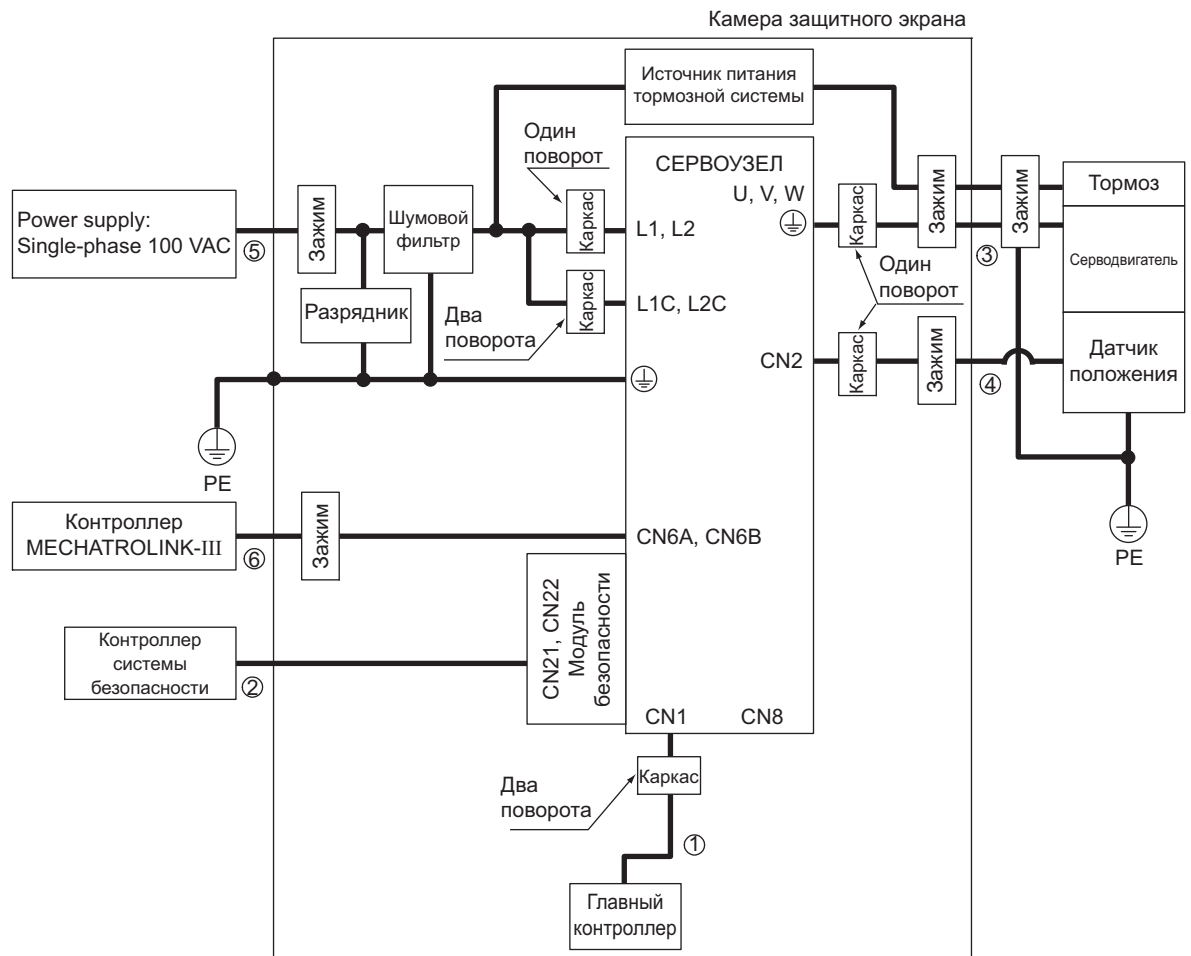 Камера защитного экрана
Источник питания
тормозной системы
Один
поворот
СЕРВОУЗЕЛ
U, V, W
Power supply:
Single-phase 100 VAC
⑤
Зажим
Шумовой
фильтр
Каркас
L1, L2
Каркас
Зажим
Зажим
Тормоз
③
Серводвигатель
Один
поворот
Разрядник
Два
поворота
Каркас
L1C, L2C
CN2
Каркас
Зажим
④
Датчик
положения
PE
PE
Контроллер
MECHATROLINK-III
⑥
Зажим
CN6A, CN6B
CN21, CN22
Модуль
безопасности
Контроллер
системы
безопасности
②
CN1
CN8
Два
поворота
Каркас
①
Главный
контроллер